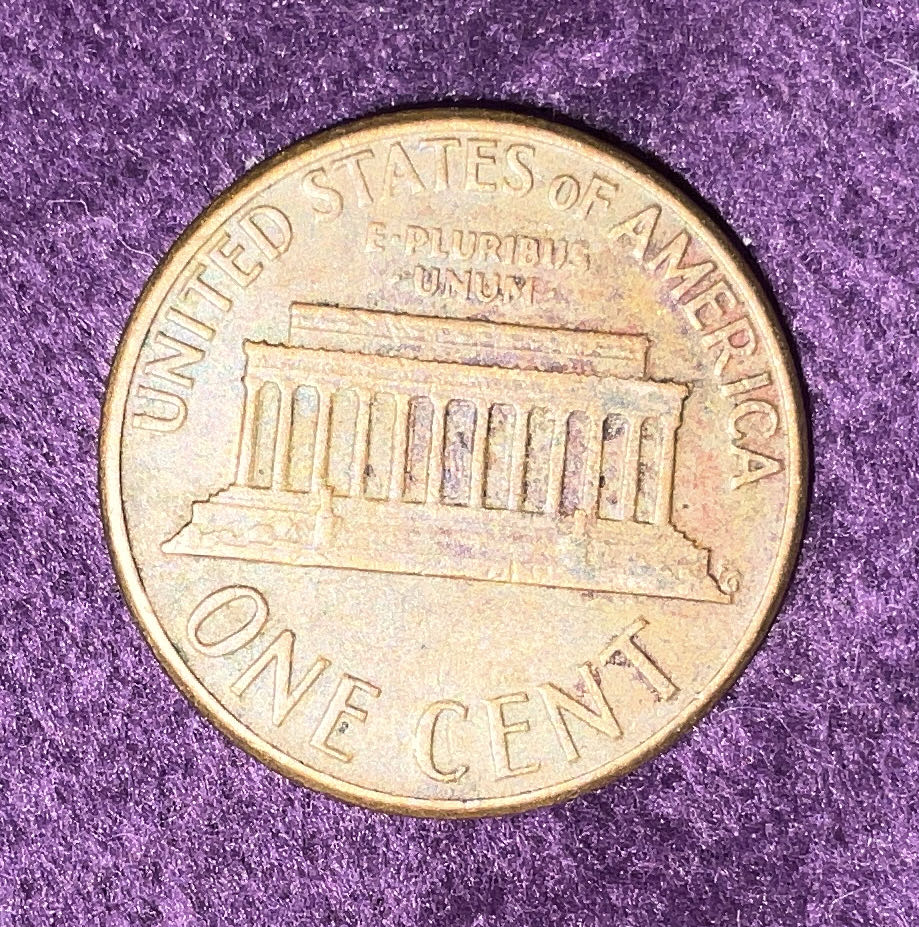 UNITED STATES oF AMERICA
E·PLURIBUS
·UNUM·
ONE CENT